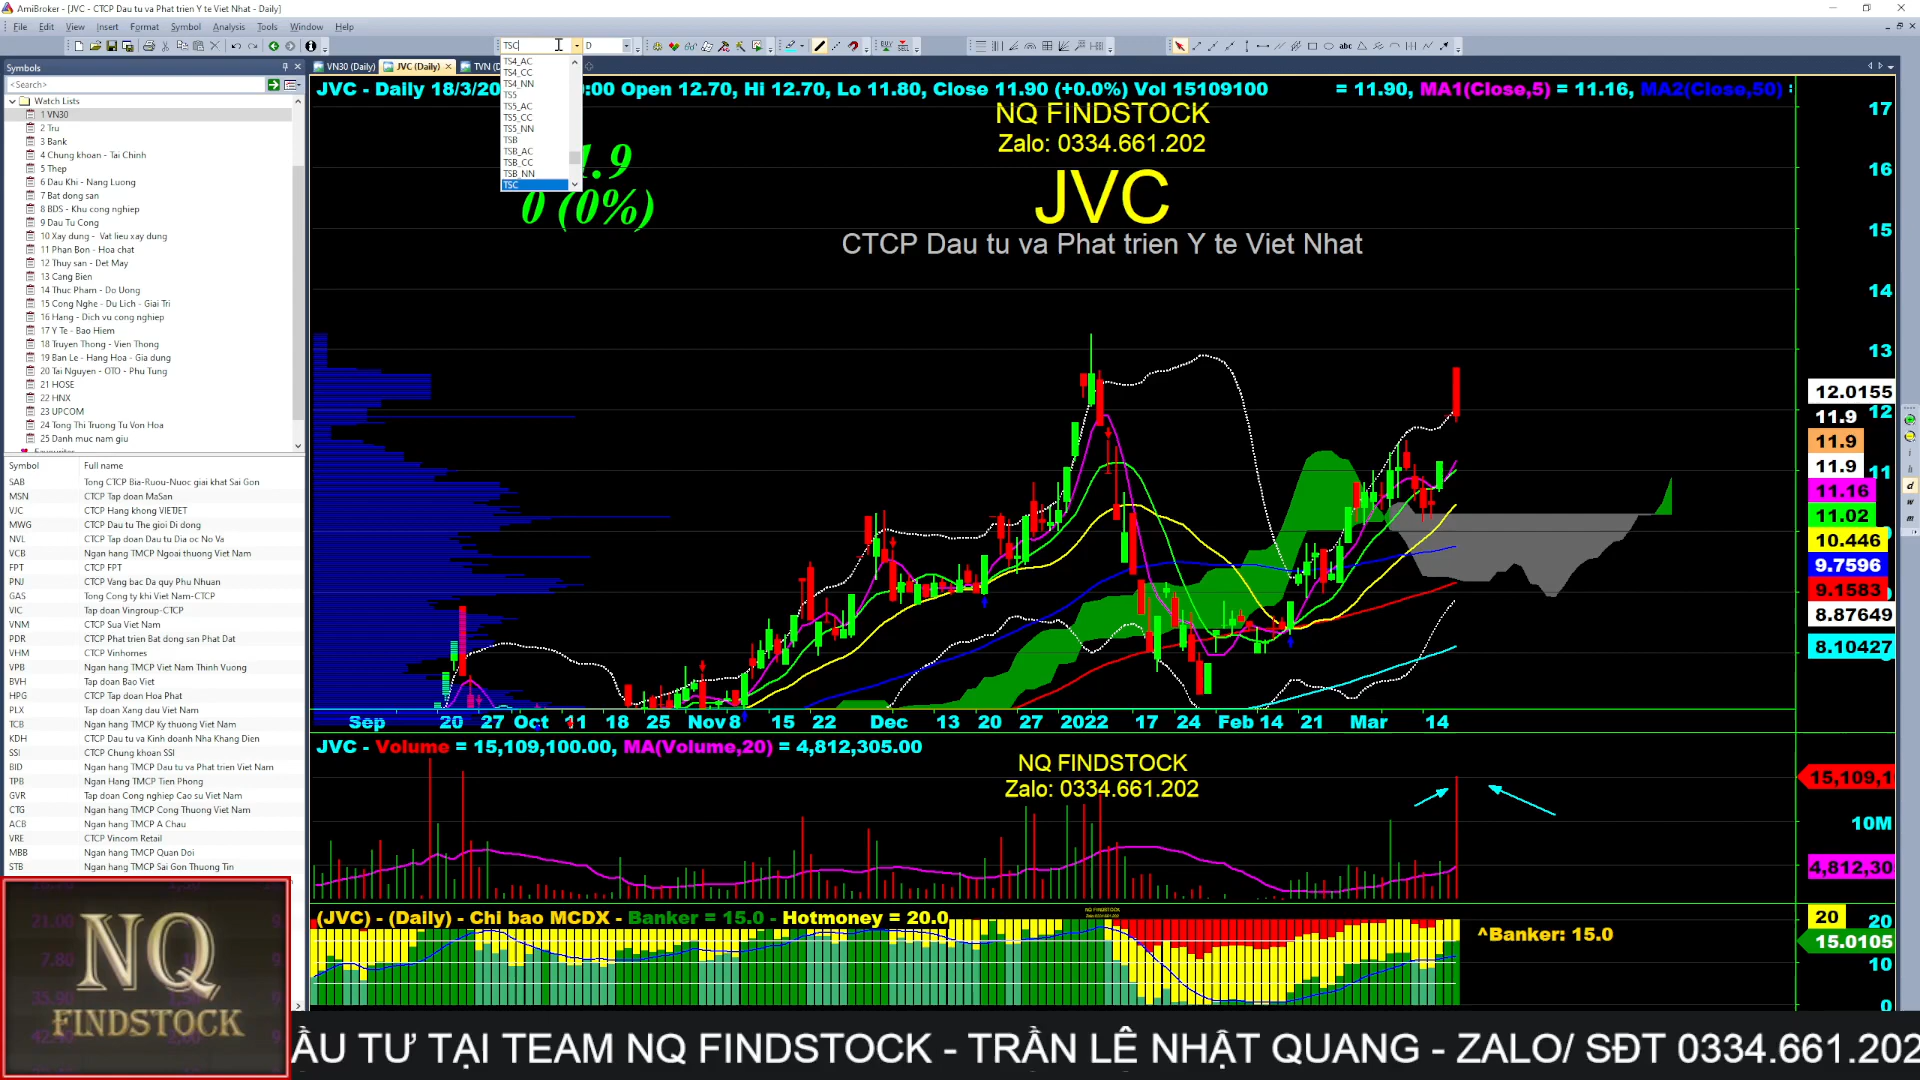 AmiBroker - [JVC - CTCP Dau tu va Phat trien Y te Viet Nhat - Daily]
File Edit View Insert Format Symbol Analysis Tools Window Help
TSC D
Symbols
<Search>
Watch Lists
1 VN30
2 Tru
3 Bank
4 Chung khoan - Tai Chinh
5 Thep
6 Dau Khi - Nang Luong
7 Bat dong san
8 BDS - Khu cong nghiep
9 Dau Tu Cong
10 Xay dung - Vat lieu xay dung
11 Phan Bon - Hoa chat
12 Thuy san - Det May
13 Cang Bien
14 Thuc Pham - Do Uong
15 Cong Nghe - Du Lich - Giai Tri
16 Hang - Dich vu cong nghiep
17 Y Te - Bao Hiem
18 Truyen Thong - Vien Thong
19 Ban Le - Hang Hoa - Gia dung
20 Tai Nguyen - OTO - Phu Tung
21 HOSE
22 HNX
23 UPCOM
24 Tong Thi Truong Tu Von Hoa
25 Danh muc nam giu
Symbol Full name
SAB Tong CTCP Bia-Ruou-Nuoc giai khat Sai Gon
MSN CTCP Tap doan MaSan
VJC CTCP Hang khong VIETJET
MWG CTCP Dau tu The gioi Di dong
NVL CTCP Tap doan Dau tu Dia oc No Va
VCB Ngan hang TMCP Ngoai thuong Viet Nam
FPT CTCP FPT
PNJ CTCP Vang bac Da quy Phu Nhuan
GAS Tong Cong ty khi Viet Nam-CTCP
VIC Tap doan Vingroup-CTCP
VNM CTCP Sua Viet Nam
PDR CTCP Phat trien Bat dong san Phat Dat
VHM CTCP Vinhomes
VPB Ngan hang TMCP Viet Nam Thinh Vuong
BVH Tap doan Bao Viet
HPG CTCP Tap doan Hoa Phat
PLX Tap doan Xang dau Viet Nam
TCB Ngan hang TMCP Ky thuong Viet Nam
KDH CTCP Dau tu va Kinh doanh Nha Khang Dien
SSI CTCP Chung khoan SSI
BID Ngan hang TMCP Dau tu va Phat trien Viet Nam
TPB Ngan Hang TMCP Tien Phong
GVR Tap doan Cong nghiep Cao su Viet Nam
CTG Ngan hang TMCP Cong Thuong Viet Nam
ACB Ngan hang TMCP A Chau
VRE CTCP Vincom Retail
MBB Ngan hang TMCP Quan Doi
STB Ngan hang TMCP Sai Gon Thuong Tin
VN30 (Daily) JVC (Daily) TVN (D
TS4_AC
TS4_CC
TS4_NN
TS5
TS5_AC
TS5_CC
TS5_NN
TSB
TSB_AC
TSB_CC
TSB_NN
TSC
JVC - Daily 18/3/20 :00 Open 12.70, Hi 12.70, Lo 11.80, Close 11.90 (+0.0%) Vol 15109100 = 11.90, MA1(Close,5) = 11.16, MA2(Close,50) =
NQ FINDSTOCK
Zalo: 0334.661.202
JVC
CTCP Dau tu va Phat trien Y te Viet Nhat
1.9
0 (0%)
17
16
15
14
13
12.0155
11.9 12
11.9
11.9 11
11.16
11.02
10.446
9.7596
9.1583
8.87649
8.10427
Sep 20 27 Oct 11 18 25 Nov 8 15 22 Dec 13 20 27 2022 17 24 Feb 14 21 Mar 14
JVC - Volume = 15,109,100.00, MA(Volume,20) = 4,812,305.00
NQ FINDSTOCK
Zalo: 0334.661.202
15,109,1
10M
4,812,30
(JVC) - (Daily) - Chi bao MCDX - Banker = 15.0 - Hotmoney = 20.0
^Banker: 15.0
20 20
15.0105
10
0
NQ
FINDSTOCK
ẦU TƯ TẠI TEAM NQ FINDSTOCK - TRẦN LÊ NHẬT QUANG - ZALO/ SĐT 0334.661.202